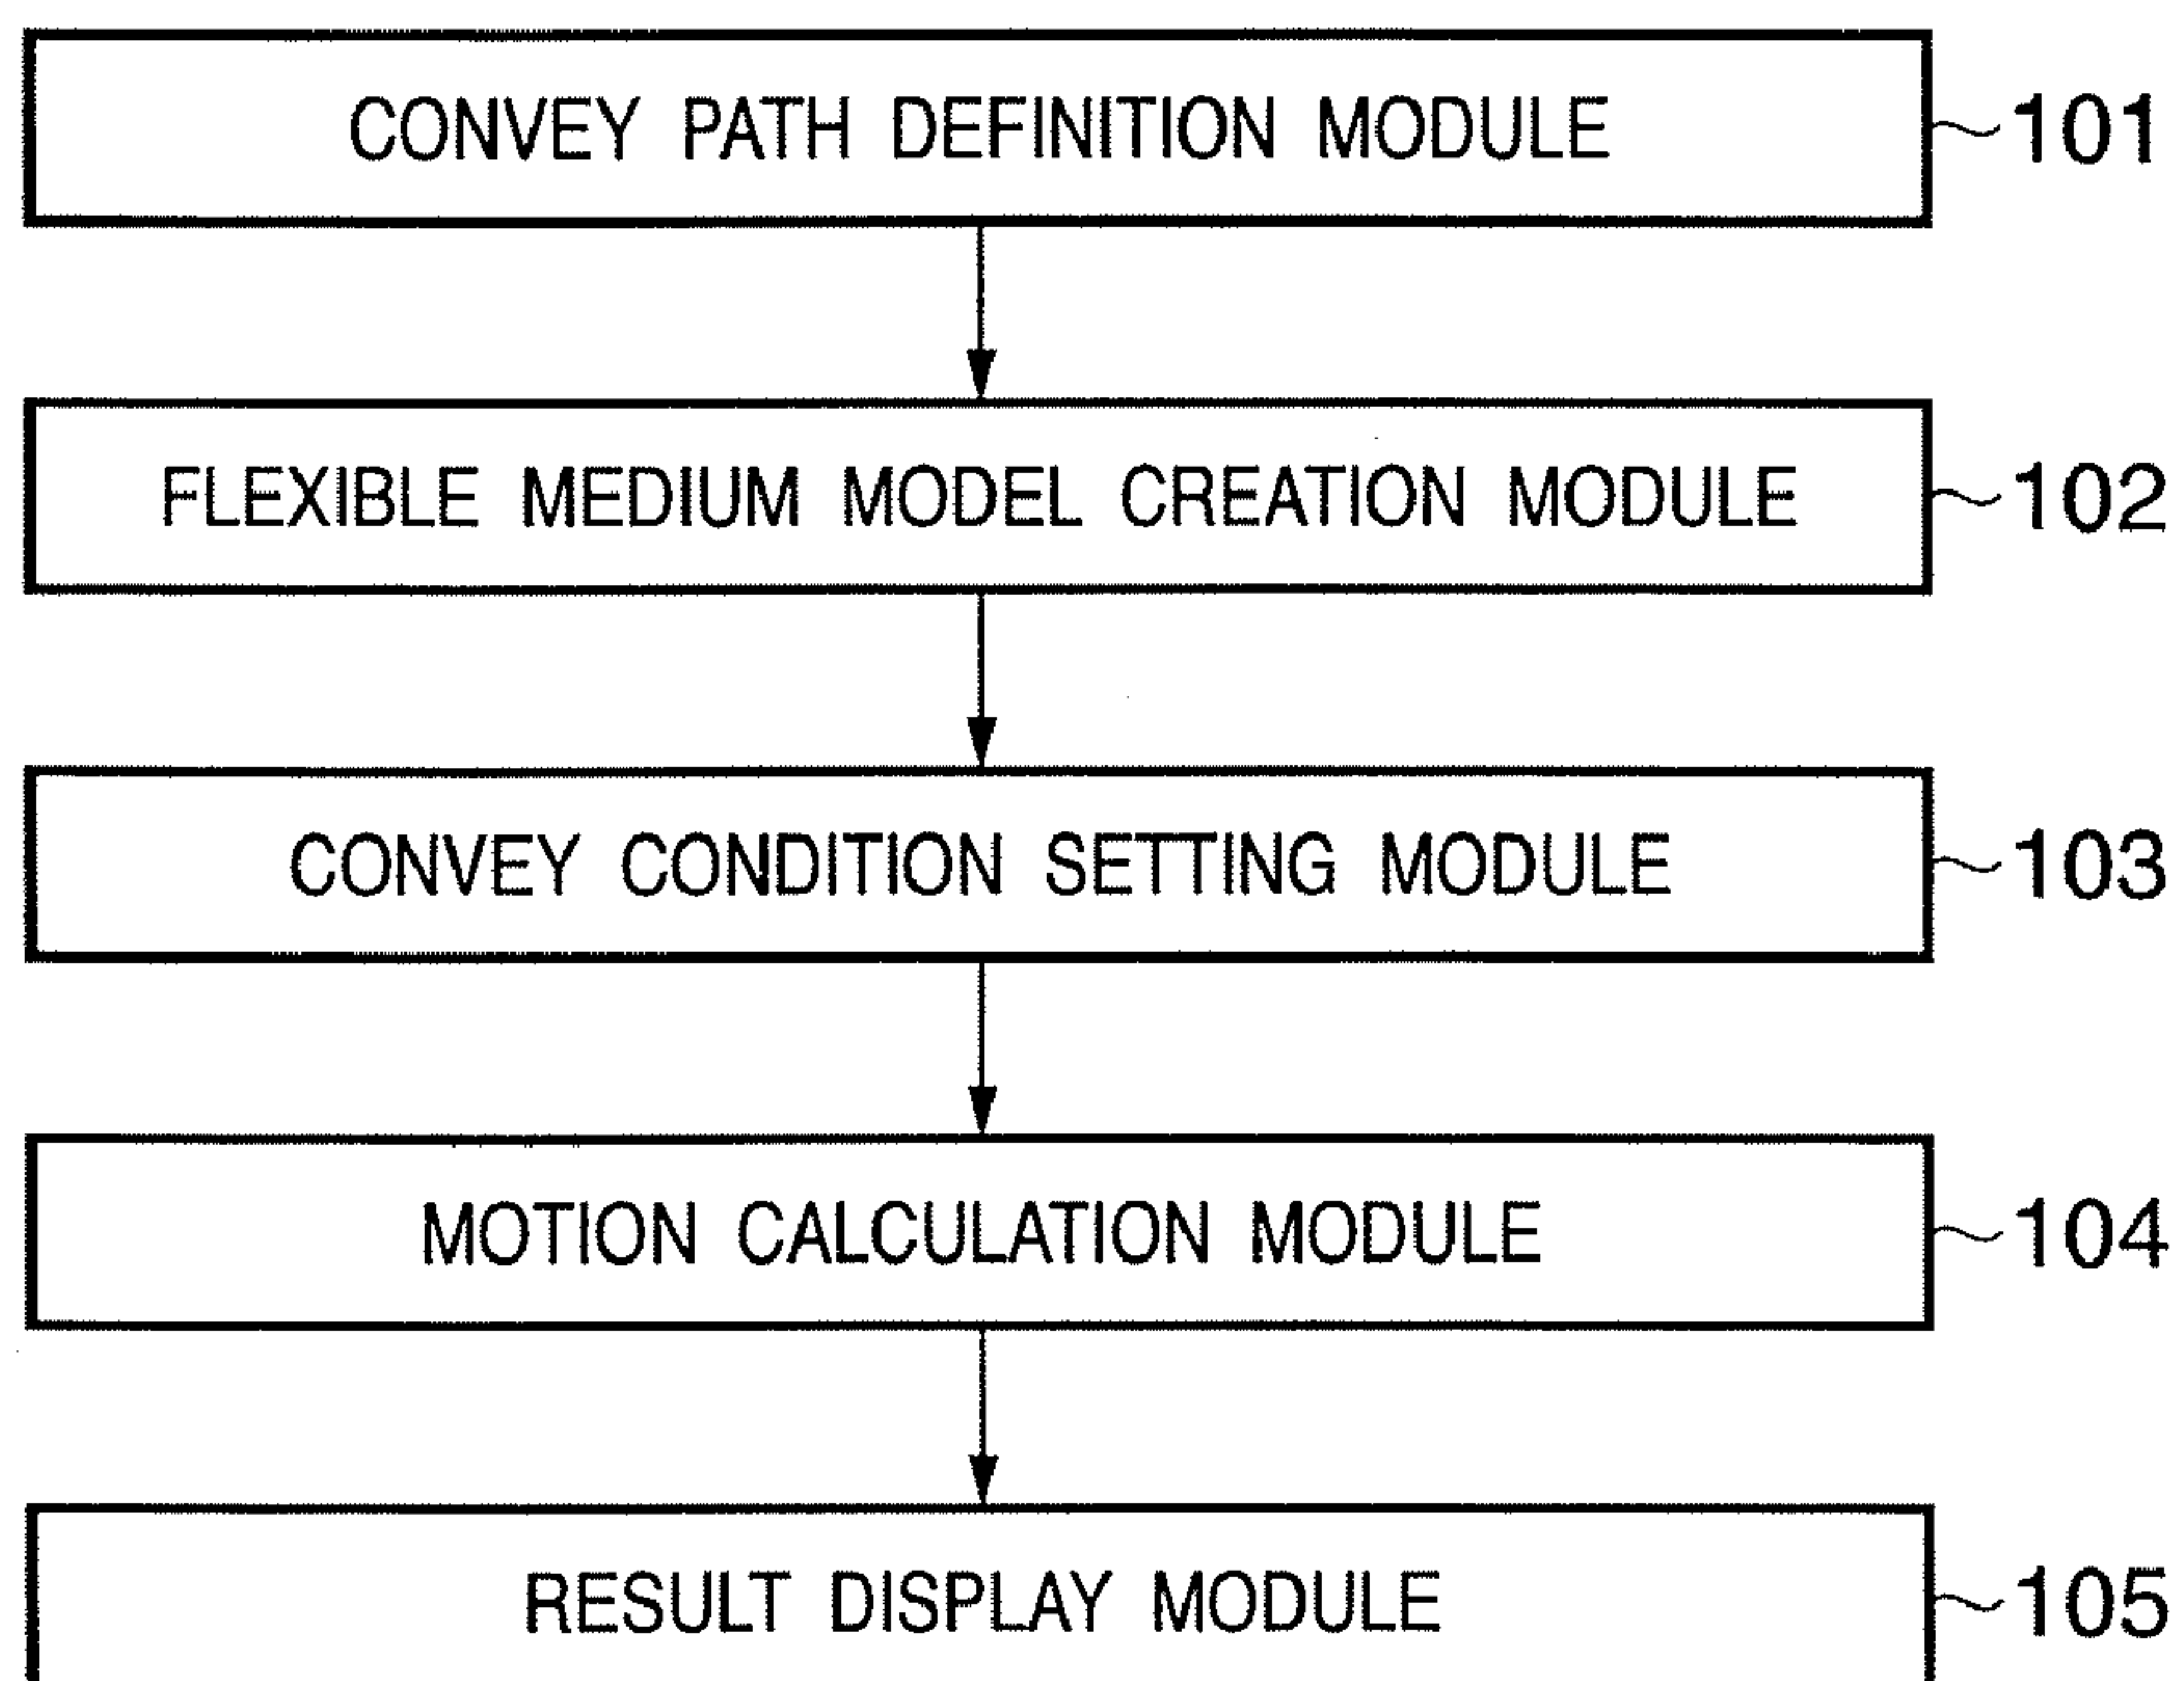 CONVEY PATH DEFINITION MODULE 101
FLEXIBLE MEDIUM MODEL CREATION MODULE 102
CONVEY CONDITION SETTING MODULE 103
MOTION CALCULATION MODULE 104
RESULT DISPLAY MODULE 105